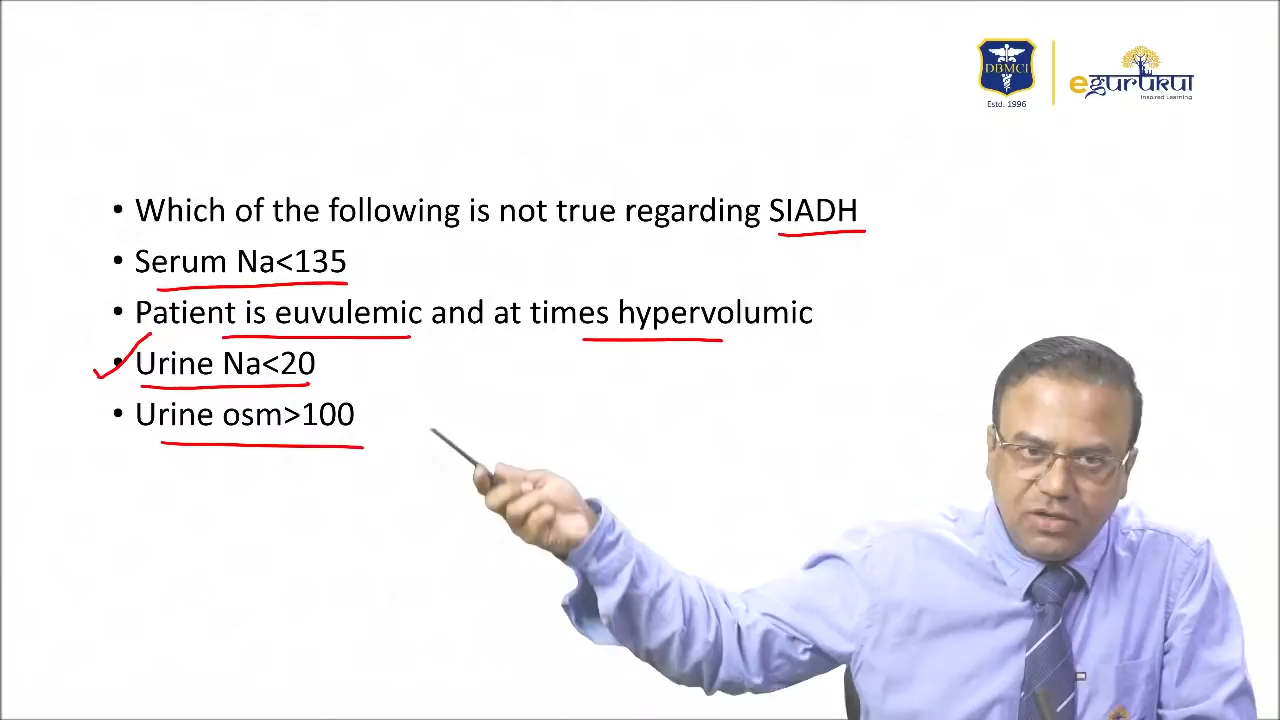 DBMCI
Estd. 1996
egurukul
Inspired Learning
• Which of the following is not true regarding SIADH
• Serum Na<135
• Patient is euvulemic and at times hypervolumic
• Urine Na<20
• Urine osm>100